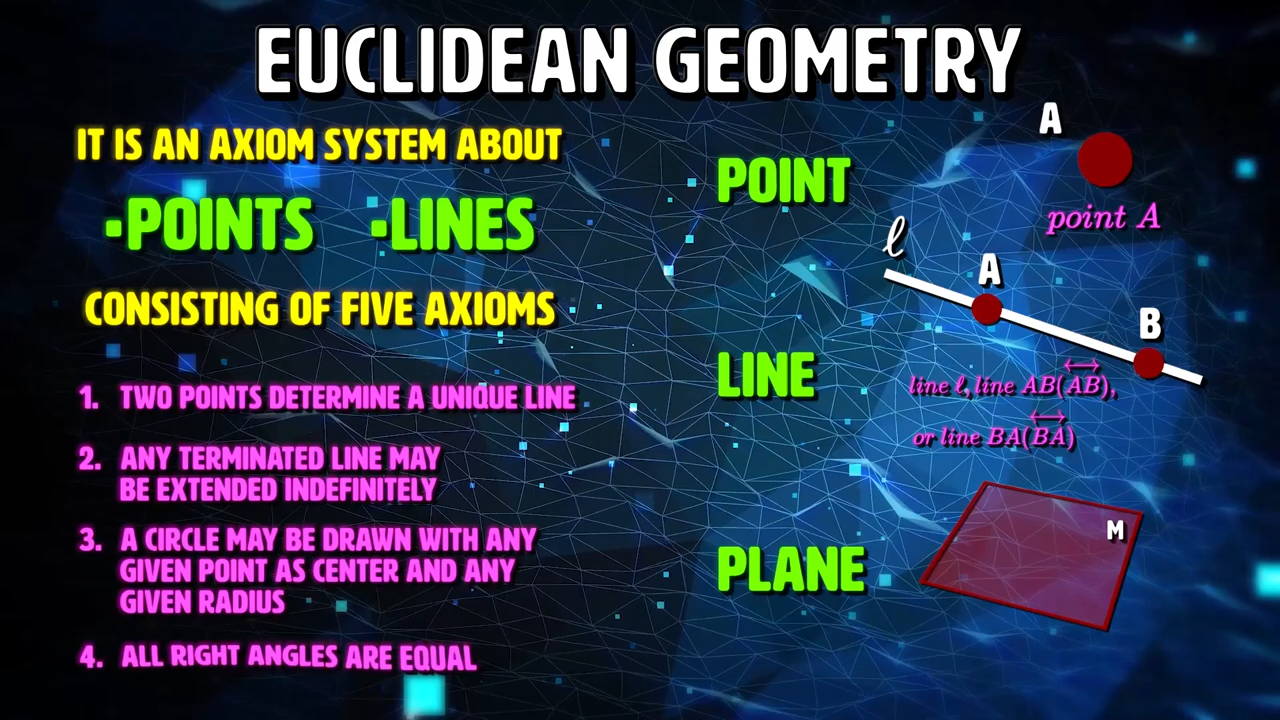 EUCLIDEAN GEOMETRY
IT IS AN AXIOM SYSTEM ABOUT
·POINTS ·LINES
CONSISTING OF FIVE AXIOMS
1. TWO POINTS DETERMINE A UNIQUE LINE
2. ANY TERMINATED LINE MAY
BE EXTENDED INDEFINITELY
3. A CIRCLE MAY BE DRAWN WITH ANY
GIVEN POINT AS CENTER AND ANY
GIVEN RADIUS
4. ALL RIGHT ANGLES ARE EQUAL
POINT
A
point A
LINE
ℓ
A
B
line ℓ, line AB(↔AB),
or line BA(↔BA)
PLANE
M